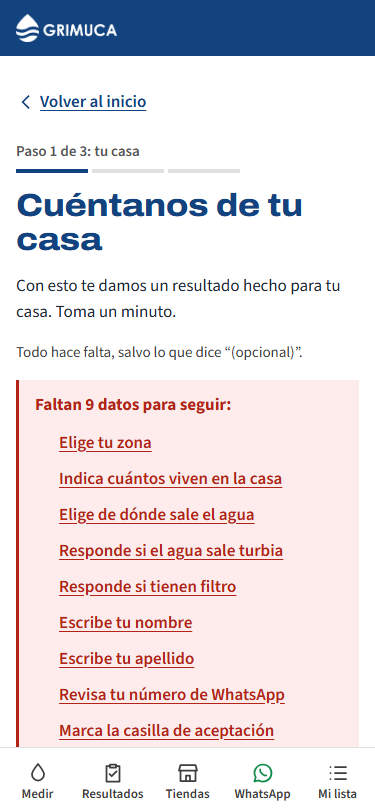 GRIMUCA
Volver al inicio
Paso 1 de 3: tu casa
Cuéntanos de tu
casa
Con esto te damos un resultado hecho para tu
casa. Toma un minuto.
Todo hace falta, salvo lo que dice “(opcional)”.
Faltan 9 datos para seguir:
Elige tu zona
Indica cuántos viven en la casa
Elige de dónde sale el agua
Responde si el agua sale turbia
Responde si tienen filtro
Escribe tu nombre
Escribe tu apellido
Revisa tu número de WhatsApp
Marca la casilla de aceptación
Medir Resultados Tiendas WhatsApp Mi lista